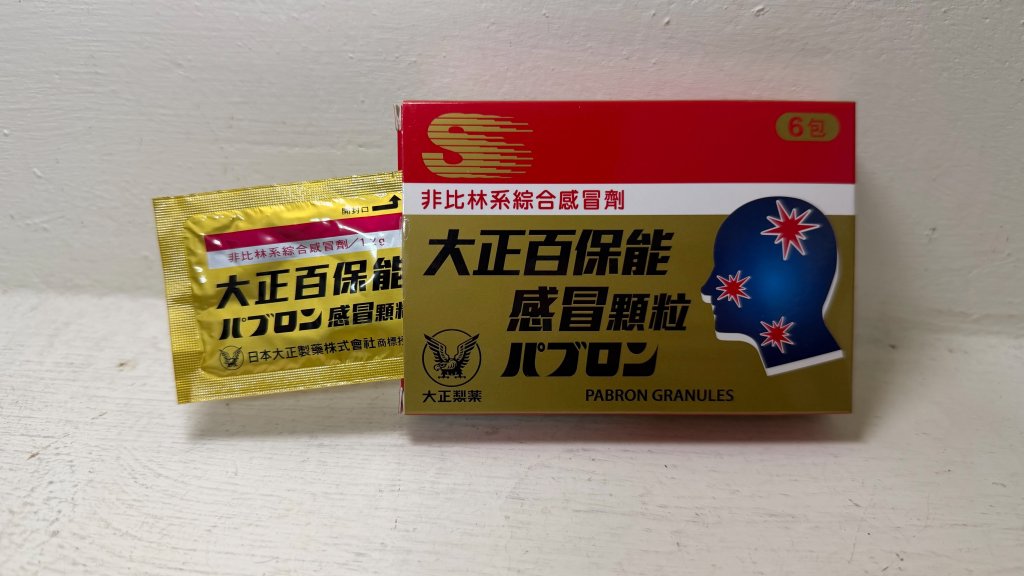 S
6包
非比林系綜合感冒劑
大正百保能
感冒顆粒
パブロン
大正製薬
PABRON GRANULES
開封口
非比林系綜合感冒劑/1.2g
大正百保能
パブロン 感冒顆粒
日本大正製藥株式會社 商標